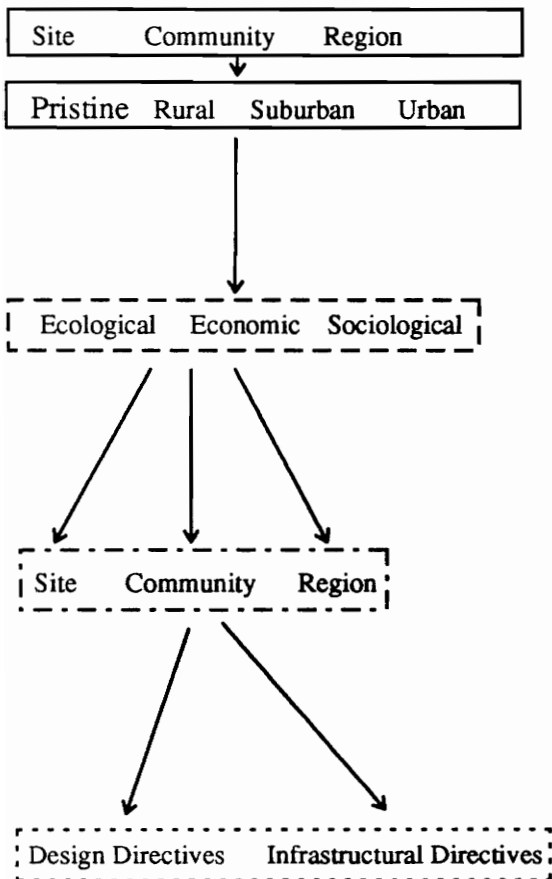 Site Community Region
Pristine Rural Suburban Urban
Ecological Economic Sociological
Site Community Region
Design Directives Infrastructural Directives